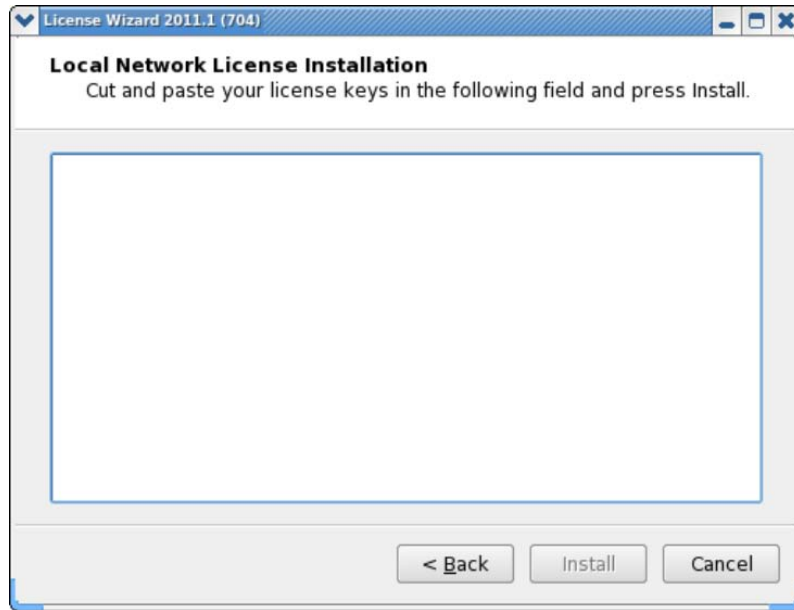 License Wizard 2011.1 (704)
Local Network License Installation
Cut and paste your license keys in the following field and press Install.
< Back Install Cancel